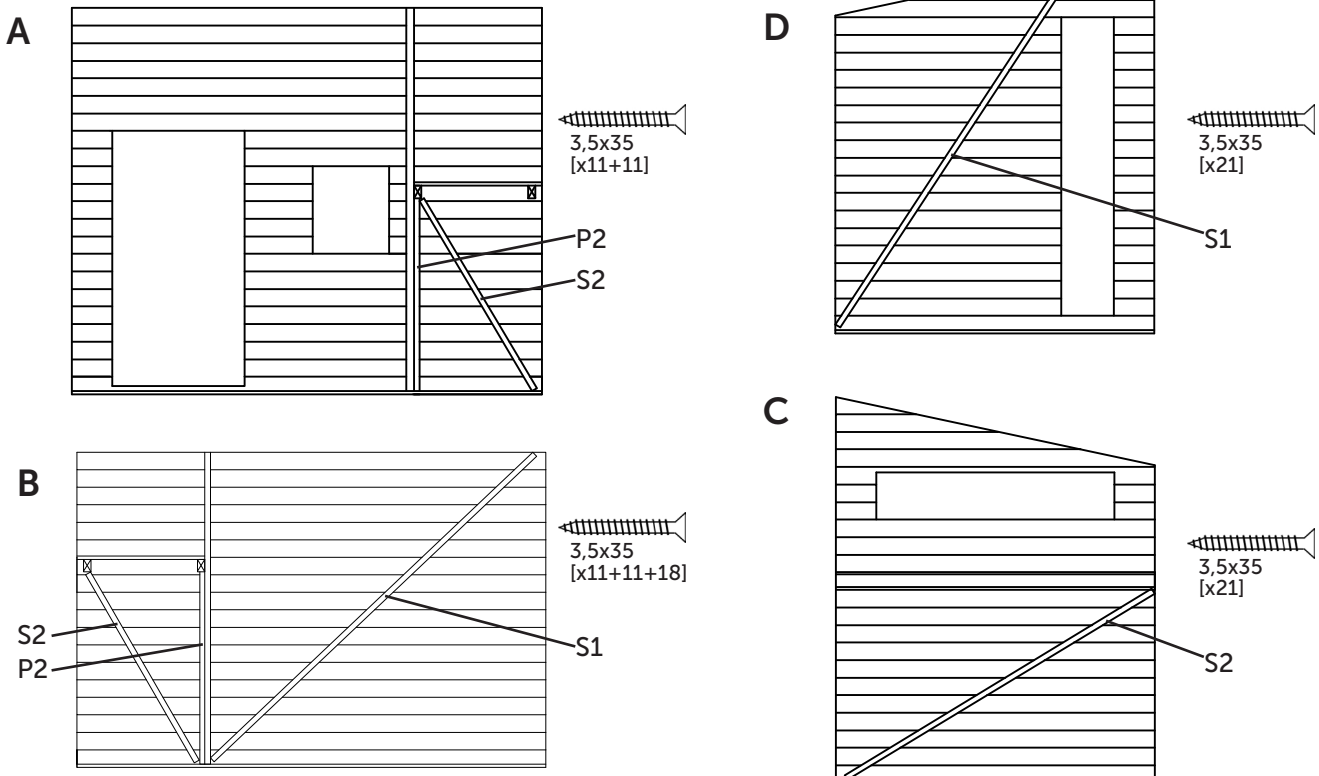 A
3,5x35
[x11+11]
P2
S2
D
3,5x35
[x21]
S1
B
3,5x35
[x11+11+18]
S2
P2
S1
C
3,5x35
[x21]
S2